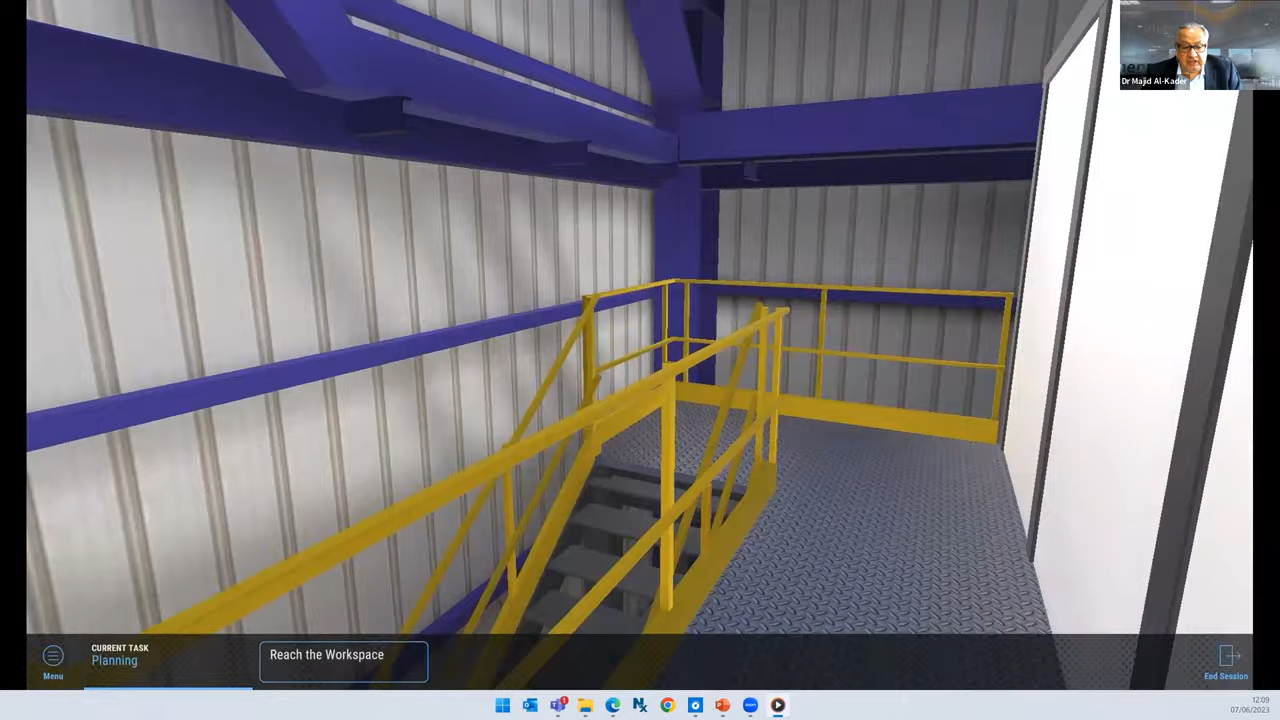 Dr Majid Al-Kader
CURRENT TASK
Planning
Reach the Workspace
Menu
End Session
12:09
07/06/2023